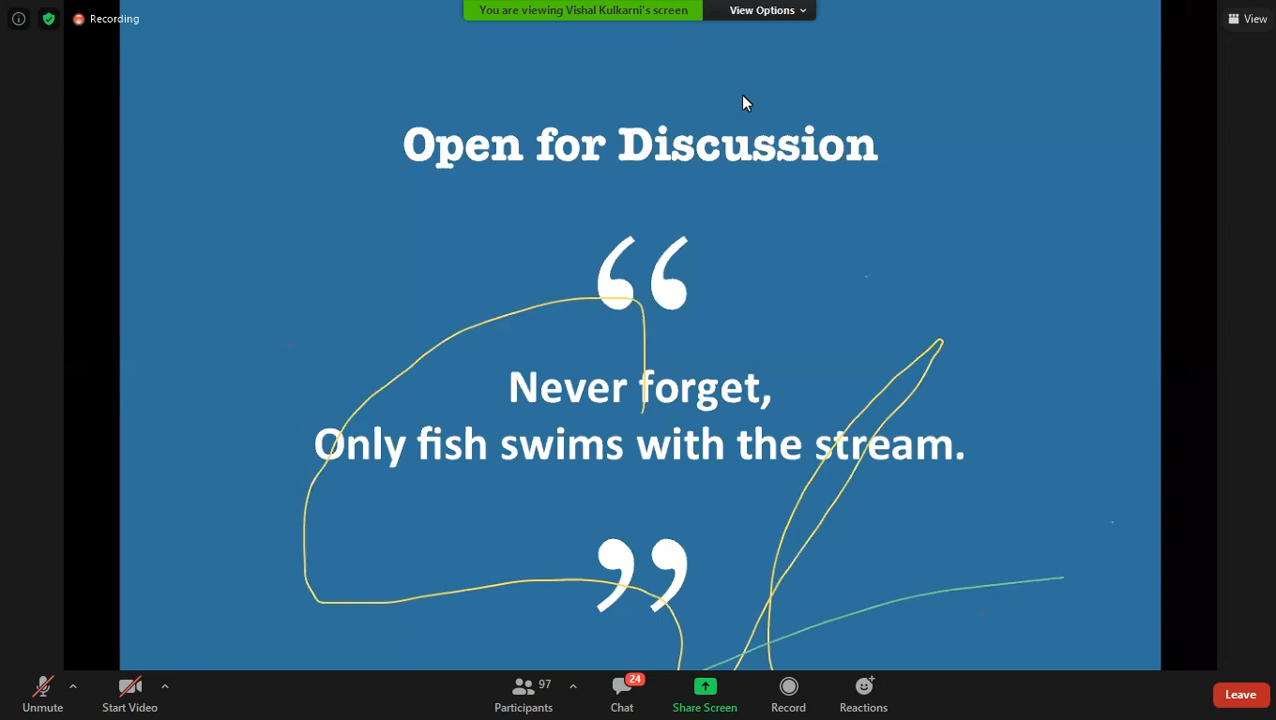 You are viewing Vishal Kulkarni's screen View Options
Recording
View
Open for Discussion
“
Never forget,
Only fish swims with the stream.
”
97
24
Unmute
Start Video
Participants
Chat
Share Screen
Record
Reactions
Leave